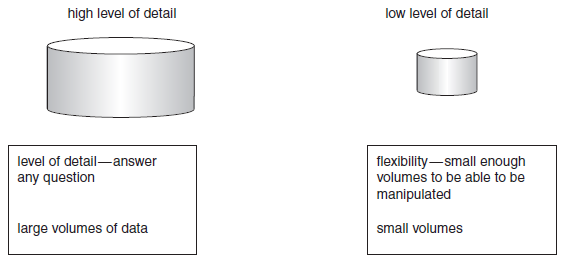 high level of detail
low level of detail
level of detail—answer
any question
large volumes of data
flexibility—small enough
volumes to be able to be
manipulated
small volumes